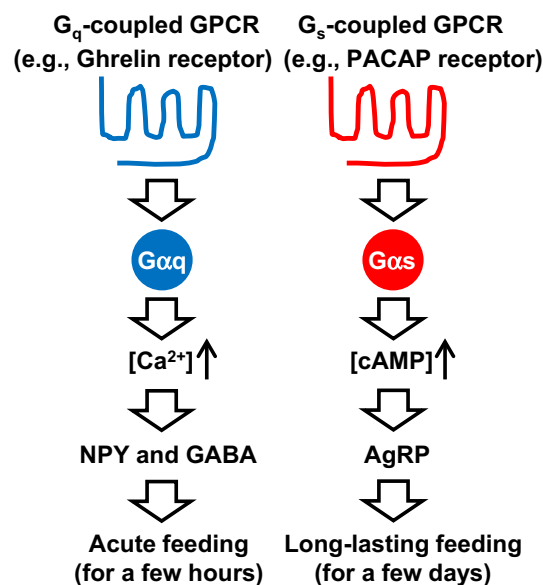 Gq-coupled GPCR
(e.g., Ghrelin receptor)
Gαq
[Ca²⁺]
NPY and GABA
Acute feeding
(for a few hours)
Gs-coupled GPCR
(e.g., PACAP receptor)
Gαs
[cAMP]
AgRP
Long-lasting feeding
(for a few days)